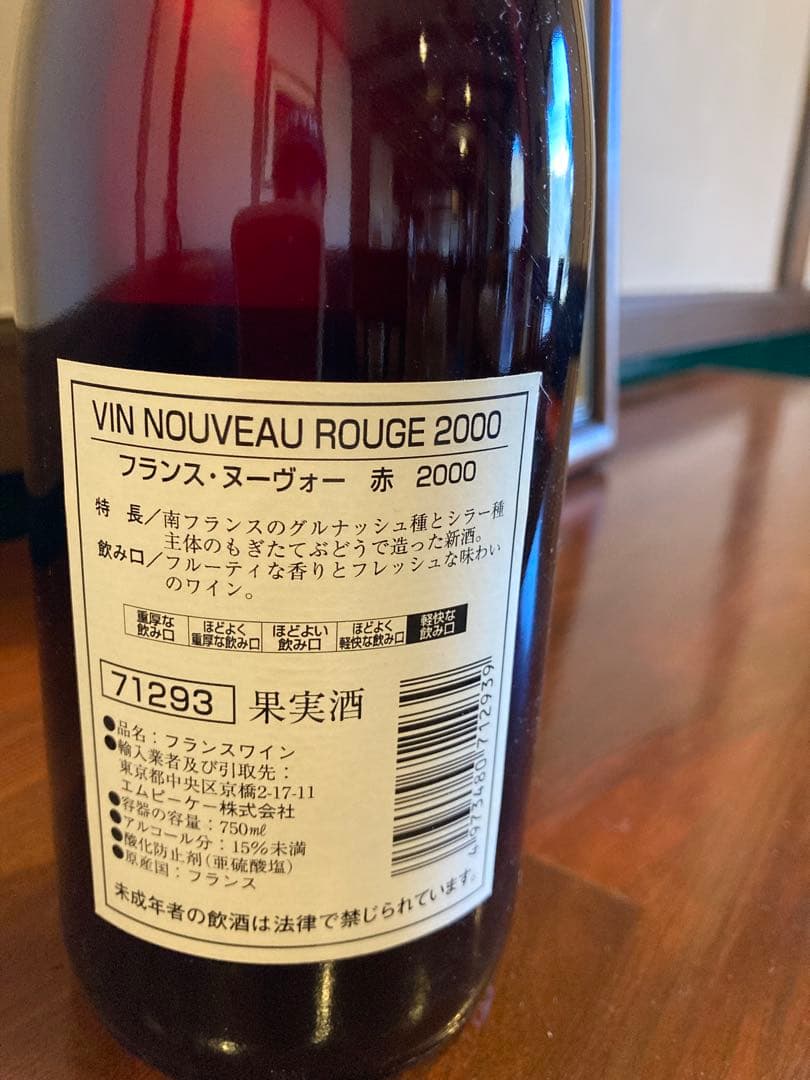 VIN NOUVEAU ROUGE 2000
フランス・ヌーヴォー 赤 2000
特 長／南フランスのグルナッシュ種とシラー種
主体のもぎたてぶどうで造った新酒。
飲み口／フルーティな香りとフレッシュな味わい
のワイン。
重厚な飲み口 ほどよく重厚な飲み口 ほどよい飲み口 ほどよく軽快な飲み口 軽快な飲み口
71293 果実酒
●品名：フランスワイン
●輸入業者及び引取先：
東京都中央区京橋2-17-11
エムピーケー株式会社
●容器の容量：750㎖
●アルコール分：15%未満
●酸化防止剤(亜硫酸塩)
●原産国：フランス
4973480712939
未成年者の飲酒は法律で禁じられています。